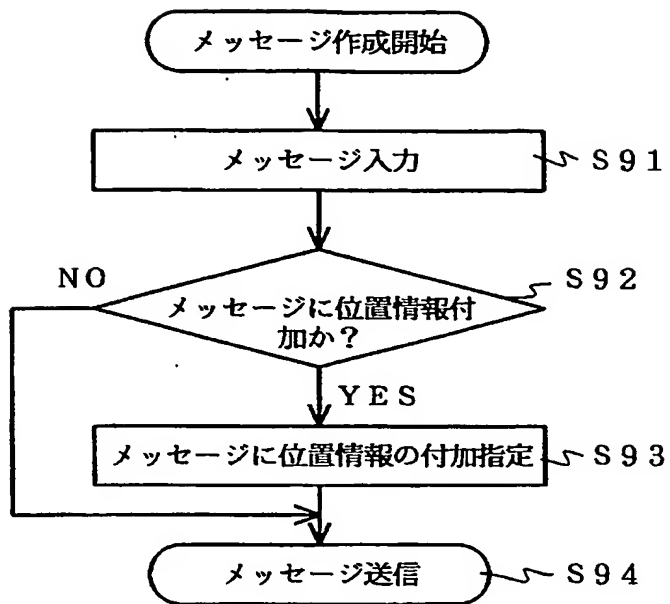 メッセージ作成開始
メッセージ入力
S91
NO
S92
メッセージに位置情報付
加か?
YES
メッセージに位置情報の付加指定
S93
メッセージ送信
S94